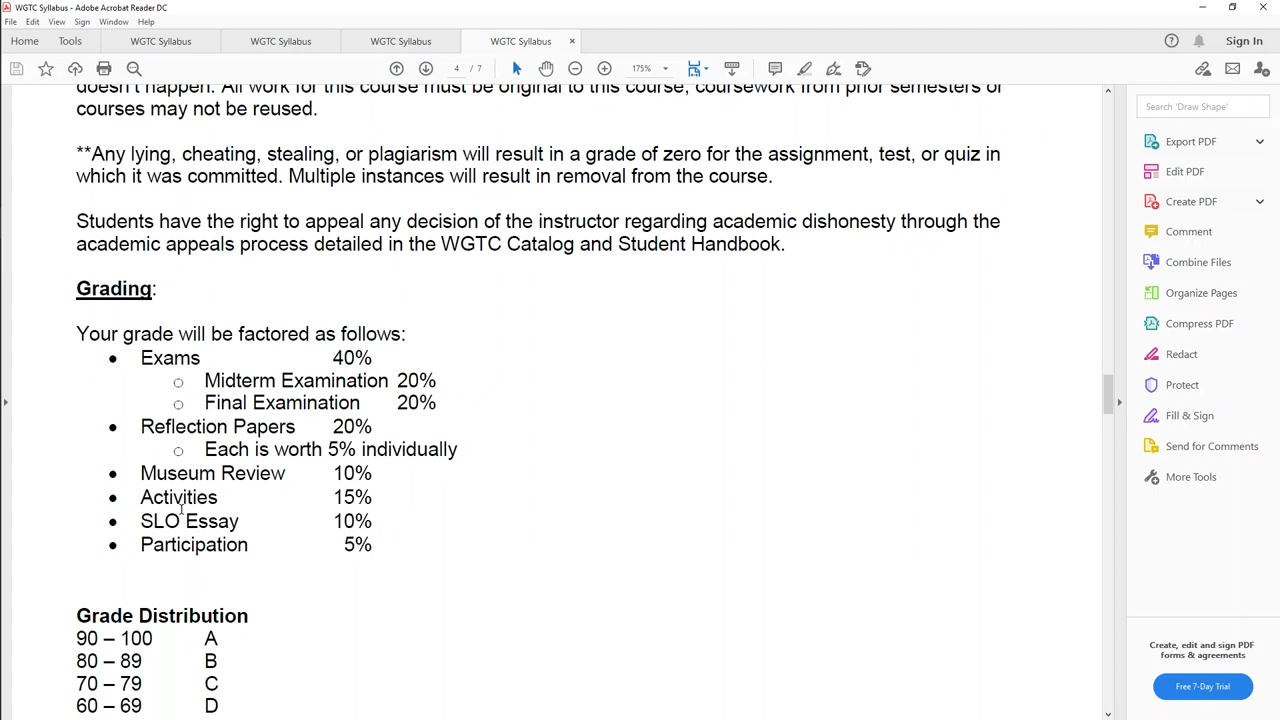 WGTC Syllabus - Adobe Acrobat Reader DC
File Edit View Sign Window Help
Home Tools WGTC Syllabus WGTC Syllabus WGTC Syllabus WGTC Syllabus × Sign In
4 / 7 175%
doesn't happen. All work for this course must be original to this course, coursework from prior semesters or
courses may not be reused.
**Any lying, cheating, stealing, or plagiarism will result in a grade of zero for the assignment, test, or quiz in
which it was committed. Multiple instances will result in removal from the course.
Students have the right to appeal any decision of the instructor regarding academic dishonesty through the
academic appeals process detailed in the WGTC Catalog and Student Handbook.
Grading:
Your grade will be factored as follows:
• Exams 40%
o Midterm Examination 20%
o Final Examination 20%
• Reflection Papers 20%
o Each is worth 5% individually
• Museum Review 10%
• Activities 15%
• SLO Essay 10%
• Participation 5%
Grade Distribution
90 – 100 A
80 – 89 B
70 – 79 C
60 – 69 D
Search 'Draw Shape'
Export PDF
Edit PDF
Create PDF
Comment
Combine Files
Organize Pages
Compress PDF
Redact
Protect
Fill & Sign
Send for Comments
More Tools
Create, edit and sign PDF
forms & agreements
Free 7-Day Trial